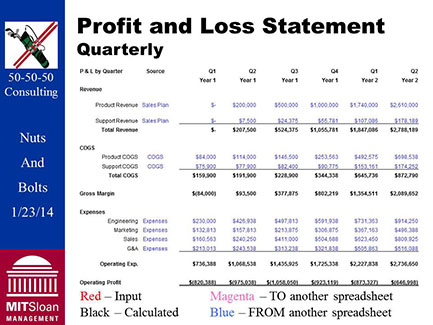 Profit and Loss Statement
Quarterly
50-50-50
Consulting
Nuts
And
Bolts
1/23/14
MITSloan
MANAGEMENT
P & L by Quarter Source Q1 Q2 Q3 Q4 Q1 Q2
Year 1 Year 1 Year 1 Year 1 Year 2 Year 2
Revenue
Product Revenue Sales Plan $- $200,000 $500,000 $1,000,000 $1,740,000 $2,610,000
Support Revenue Sales Plan $- $7,500 $24,375 $55,781 $107,086 $178,189
Total Revenue $- $207,500 $524,375 $1,055,781 $1,847,086 $2,788,189
COGS
Product COGS COGS $84,000 $114,000 $146,500 $253,563 $492,575 $698,538
Support COGS COGS $75,900 $77,900 $82,400 $90,775 $153,161 $174,252
Total COGS $159,900 $191,900 $228,900 $344,338 $645,736 $872,790
Gross Margin $(84,000) $93,500 $377,875 $802,219 $1,354,511 $2,089,652
Expenses
Engineering Expenses $230,000 $426,938 $497,813 $591,938 $731,363 $914,250
Marketing Expenses $132,813 $157,813 $213,875 $306,875 $367,163 $498,388
Sales Expenses $160,563 $240,250 $411,000 $504,688 $623,450 $809,925
G&A Expenses $213,013 $243,538 $313,238 $321,838 $505,863 $516,088
Operating Exp. $736,388 $1,068,538 $1,435,925 $1,725,338 $2,227,838 $2,736,650
Operating Profit $(820,388) $(975,038) $(1,058,050) $(923,119) $(873,327) $(646,998)
Red – Input Magenta – TO another spreadsheet
Black – Calculated Blue – FROM another spreadsheet